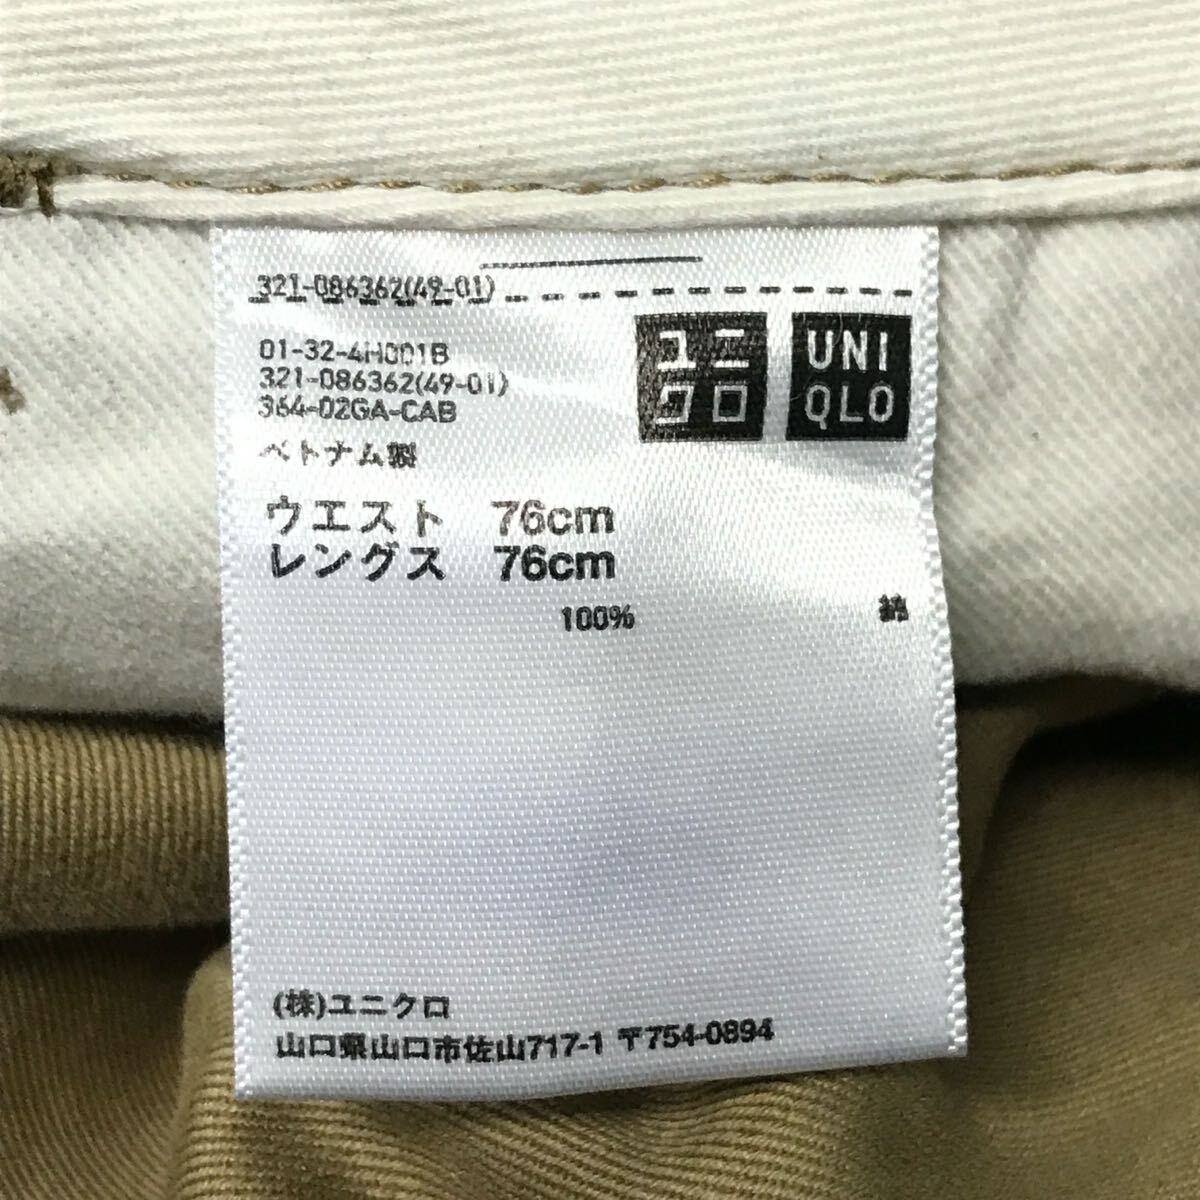 321-086362(49-01)
01-32-4H001B
321-086362(49-01)
364-02GA-CAB
ベトナム製
ユニ
クロ
UNI
QLO
ウエスト 76cm
レングス 76cm
100% 綿
(株)ユニクロ
山口県山口市佐山717-1 〒754-0894